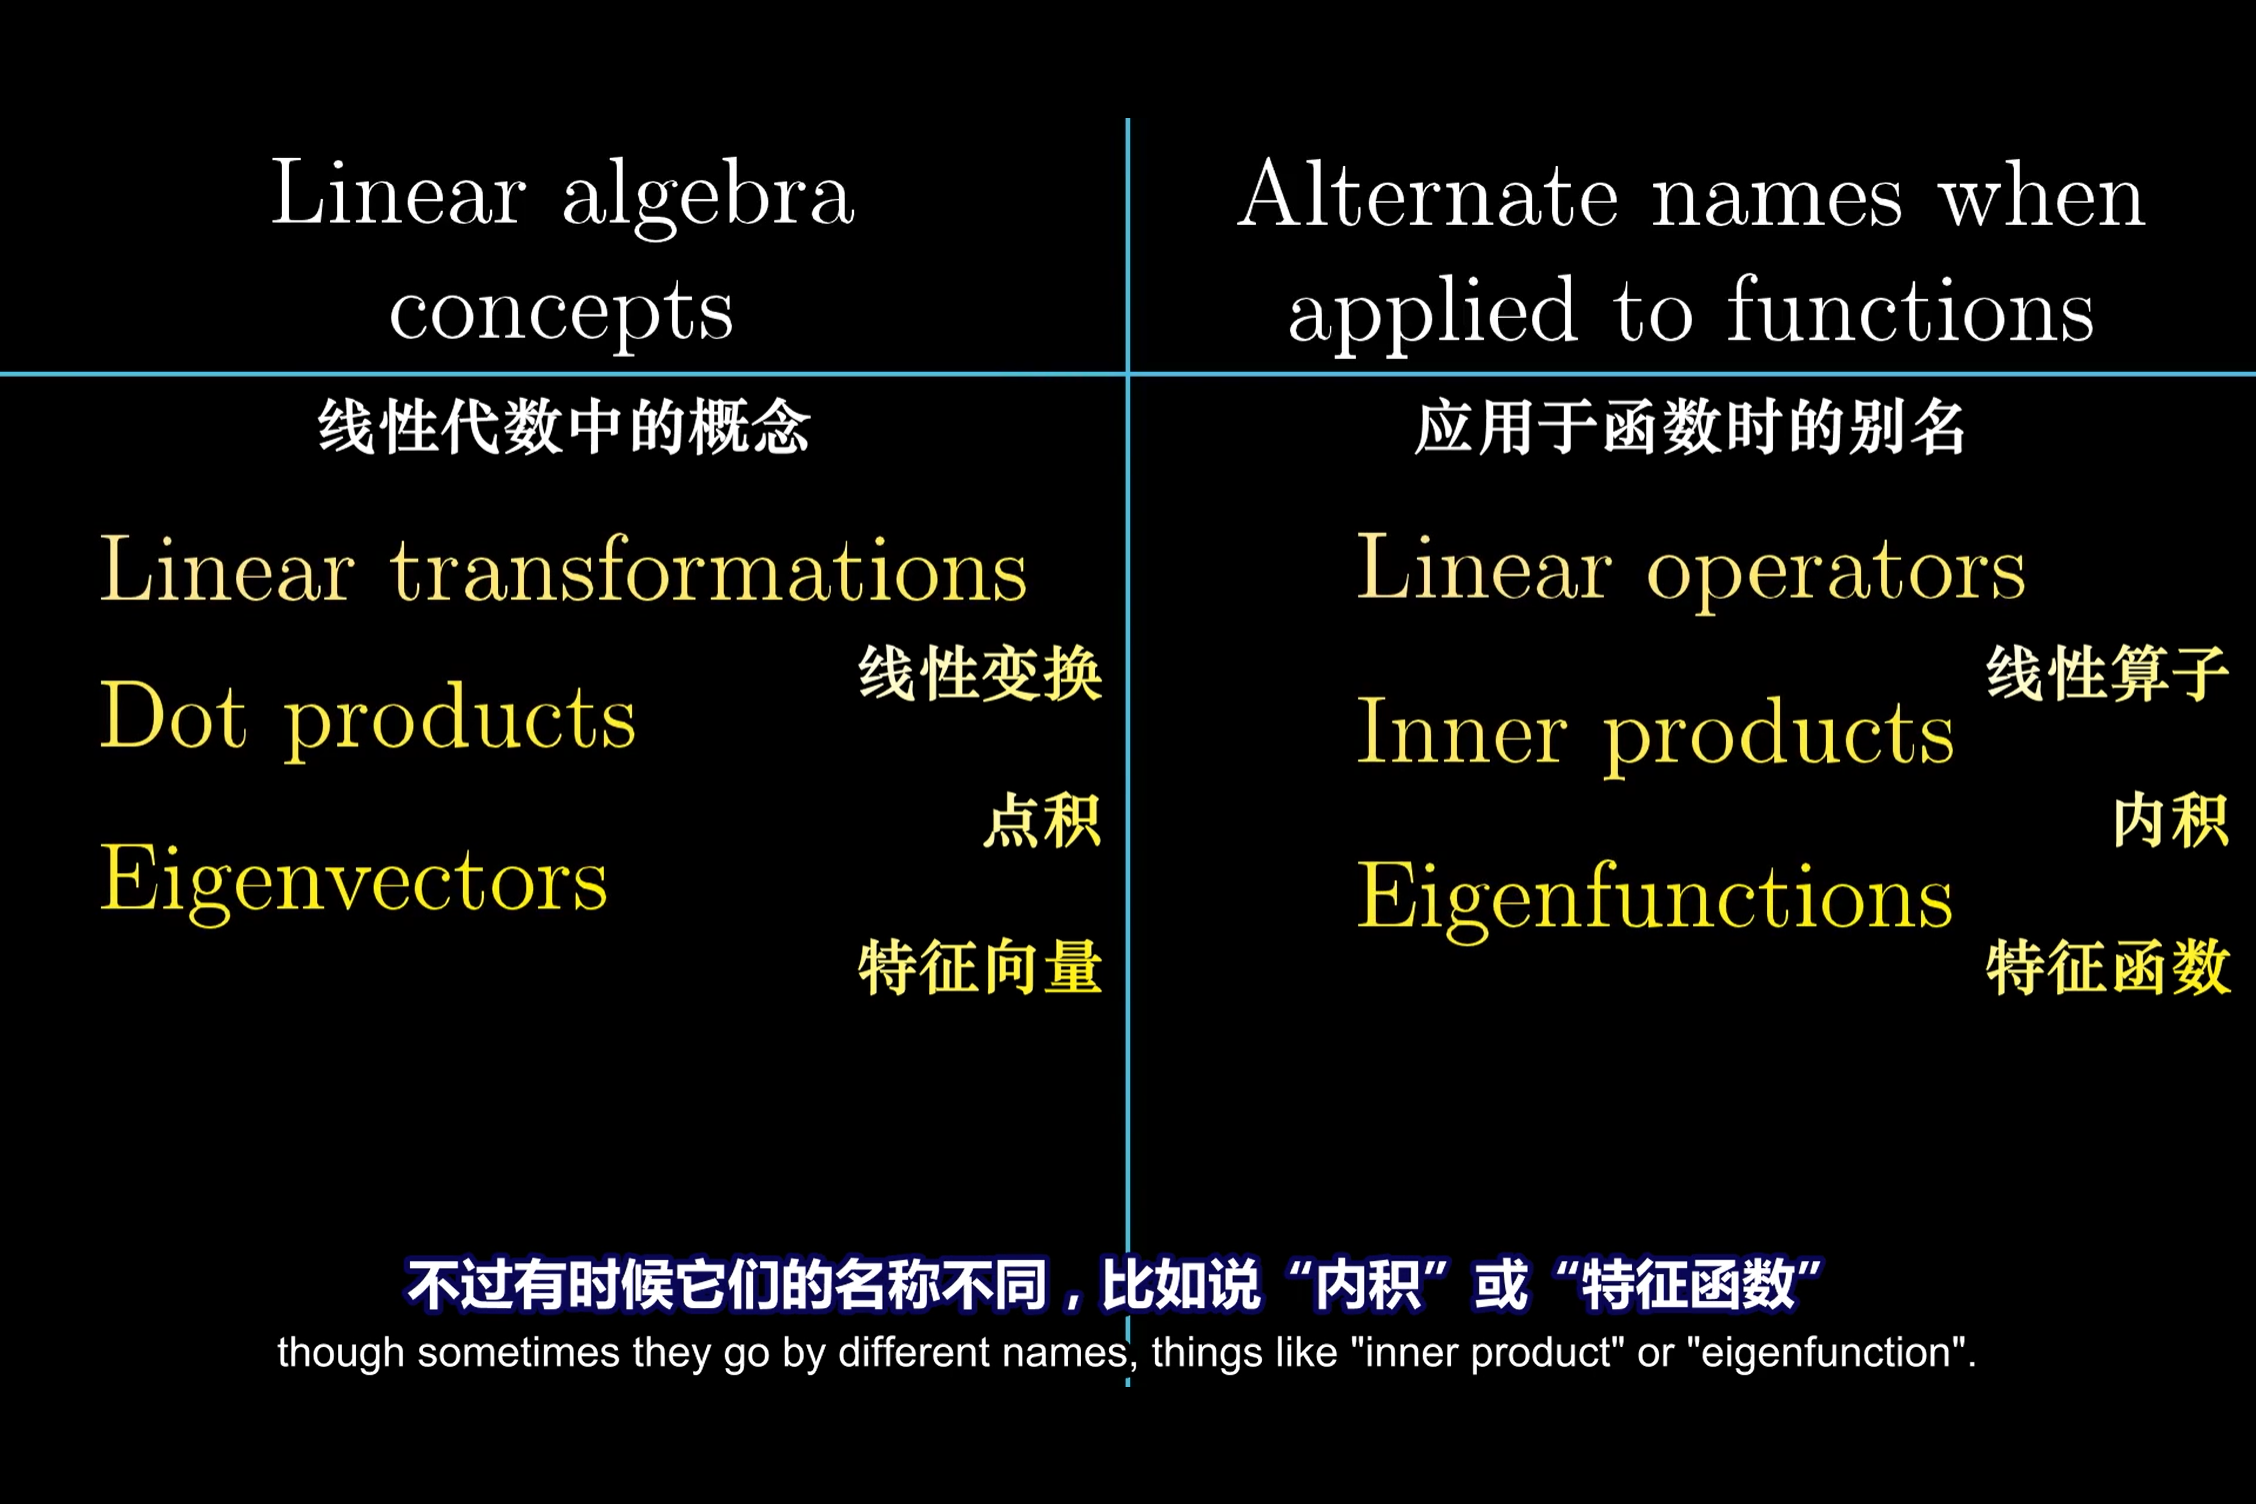 Linear algebra
concepts
线性代数中的概念
Linear transformations
线性变换
Dot products
点积
Eigenvectors
特征向量
Alternate names when
applied to functions
应用于函数时的别名
Linear operators
线性算子
Inner products
内积
Eigenfunctions
特征函数
不过有时候它们的名称不同，比如说“内积”或“特征函数”
though sometimes they go by different names, things like "inner product" or "eigenfunction".